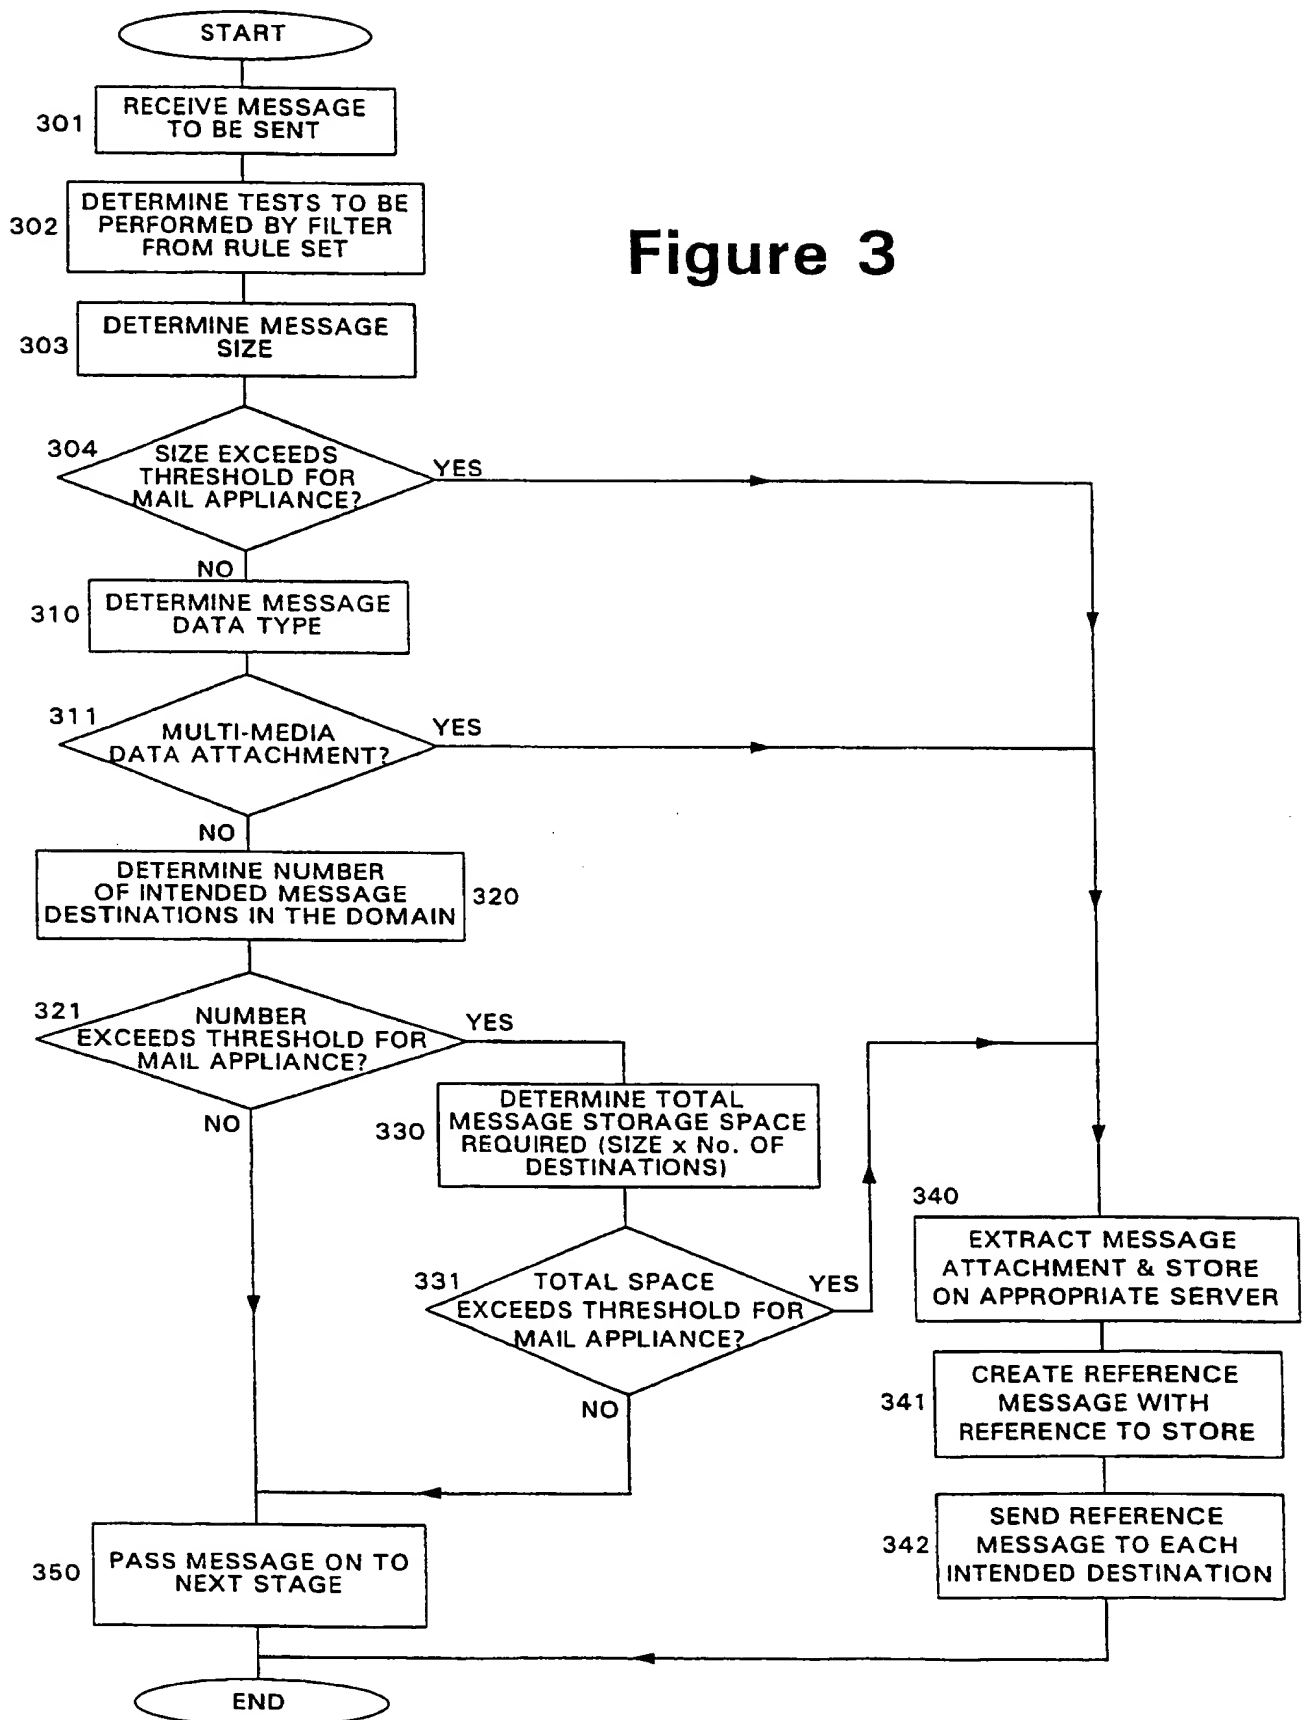 START
301
RECEIVE MESSAGE
TO BE SENT
302
DETERMINE TESTS TO BE
PERFORMED BY FILTER
FROM RULE SET
Figure 3
303
DETERMINE MESSAGE
SIZE
304
SIZE EXCEEDS
THRESHOLD FOR
MAIL APPLIANCE?
YES
NO
310
DETERMINE MESSAGE
DATA TYPE
311
MULTI-MEDIA
DATA ATTACHMENT?
YES
NO
DETERMINE NUMBER
OF INTENDED MESSAGE
DESTINATIONS IN THE DOMAIN
320
321
NUMBER
EXCEEDS THRESHOLD FOR
MAIL APPLIANCE?
YES
NO
330
DETERMINE TOTAL
MESSAGE STORAGE SPACE
REQUIRED (SIZE x No. OF
DESTINATIONS)
331
TOTAL SPACE
EXCEEDS THRESHOLD FOR
MAIL APPLIANCE?
YES
NO
340
EXTRACT MESSAGE
ATTACHMENT & STORE
ON APPROPRIATE SERVER
341
CREATE REFERENCE
MESSAGE WITH
REFERENCE TO STORE
342
SEND REFERENCE
MESSAGE TO EACH
INTENDED DESTINATION
350
PASS MESSAGE ON TO
NEXT STAGE
END